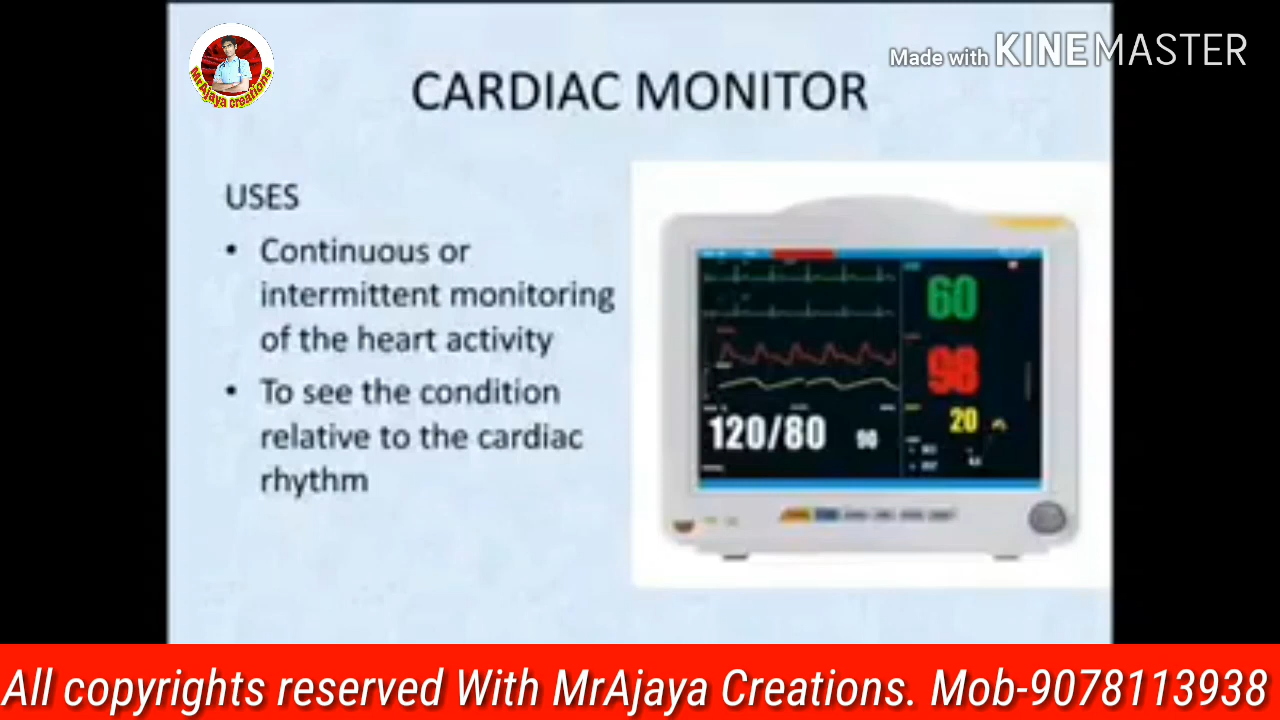 MrAjaya creations
Made with KINEMASTER
CARDIAC MONITOR
USES
• Continuous or
intermittent monitoring
of the heart activity
• To see the condition
relative to the cardiac
rhythm
60
98
20
120/80
90
All copyrights reserved With MrAjaya Creations. Mob-9078113938